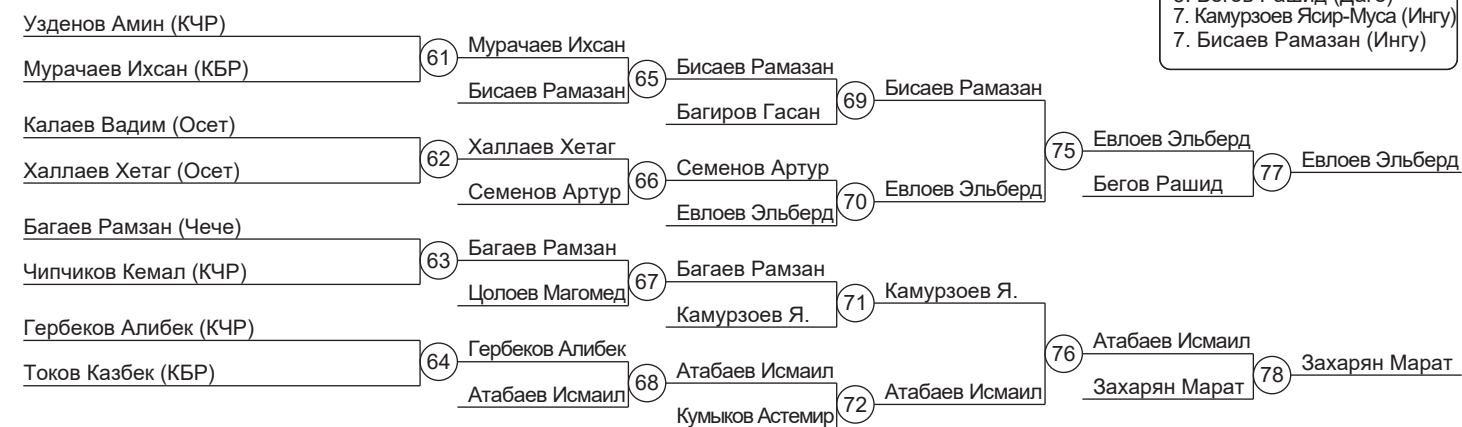 7. Камурзоев Ясир-Муса (Ингу)
7. Бисаев Рамазан (Ингу)
Узденов Амин (КЧР)
Мурачаев Ихсан (КБР)
61
Мурачаев Ихсан
Бисаев Рамазан
65
Бисаев Рамазан
Багиров Гасан
69
Бисаев Рамазан
Калаев Вадим (Осет)
Халлаев Хетаг (Осет)
62
Халлаев Хетаг
Семенов Артур
66
Семенов Артур
Евлоев Эльберд
70
Евлоев Эльберд
75
Евлоев Эльберд
Бегов Рашид
77
Евлоев Эльберд
Багаев Рамзан (Чече)
Чипчиков Кемал (КЧР)
63
Багаев Рамзан
Цолоев Магомед
67
Багаев Рамзан
Камурзоев Я.
71
Камурзоев Я.
Гербеков Алибек (КЧР)
Токов Казбек (КБР)
64
Гербеков Алибек
Атабаев Исмаил
68
Атабаев Исмаил
Кумыков Астемир
72
Атабаев Исмаил
76
Атабаев Исмаил
Захарян Марат
78
Захарян Марат